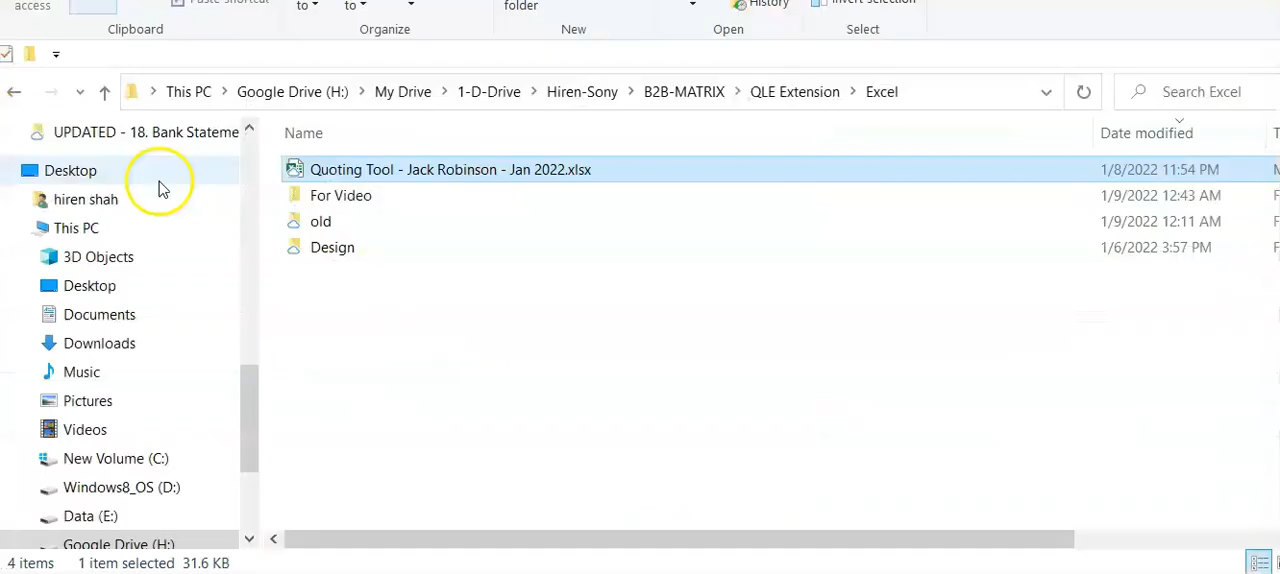 access
Paste shortcut
to
to
folder
History
Invert selection
Clipboard
Organize
New
Open
Select
This PC
Google Drive (H:)
My Drive
1-D-Drive
Hiren-Sony
B2B-MATRIX
QLE Extension
Excel
Search Excel
UPDATED - 18. Bank Stateme
Name
Date modified
T
Desktop
Quoting Tool - Jack Robinson - Jan 2022.xlsx
1/8/2022 11:54 PM
M
hiren shah
For Video
1/9/2022 12:43 AM
F
This PC
old
1/9/2022 12:11 AM
F
Design
1/6/2022 3:57 PM
F
3D Objects
Desktop
Documents
Downloads
Music
Pictures
Videos
New Volume (C:)
Windows8_OS (D:)
Data (E:)
Google Drive (H:)
4 items
1 item selected 31.6 KB